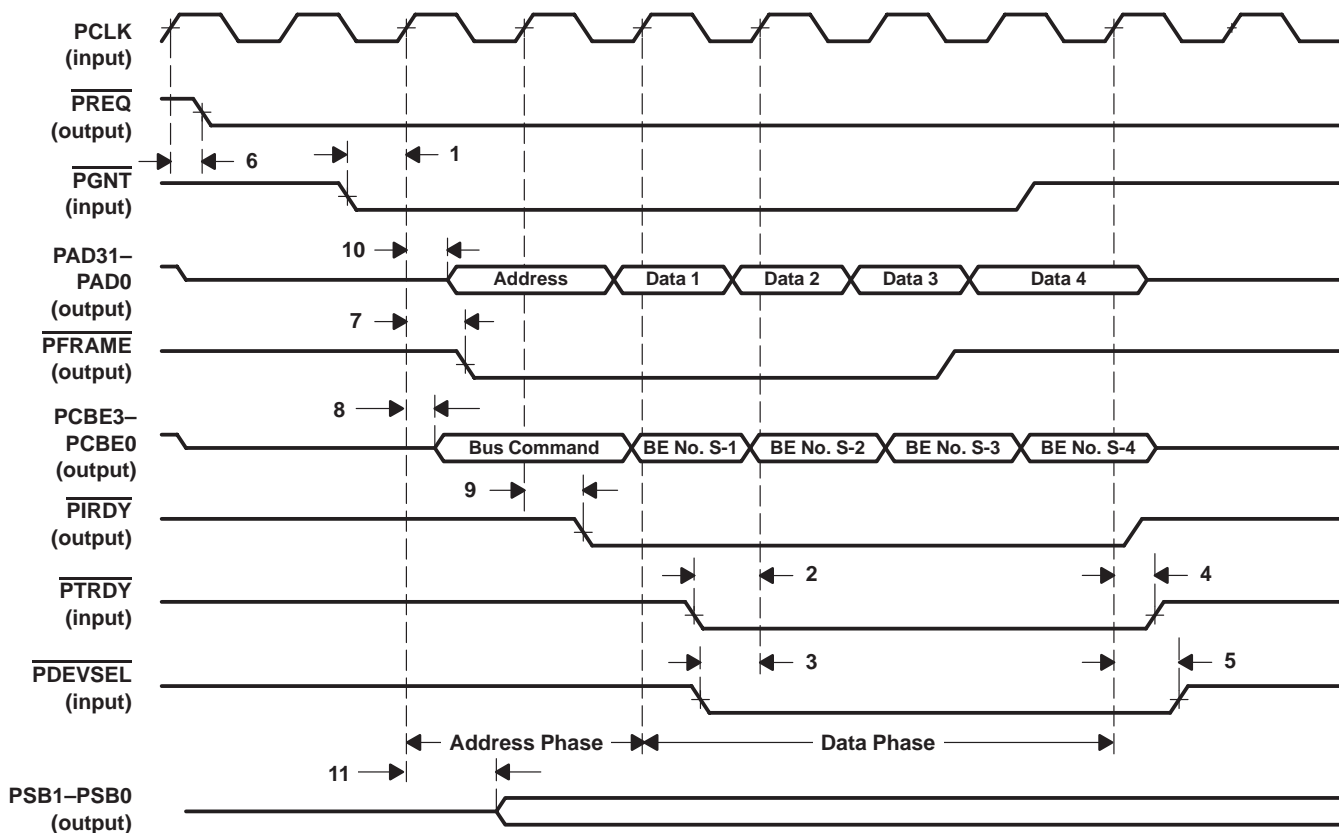 PCLK
(input)
PREQ
(output)
6
1
PGNT
(input)
PAD31–
PAD0
(output)
10
Address
Data 1
Data 2
Data 3
Data 4
7
PFRAME
(output)
8
PCBE3–
PCBE0
(output)
Bus Command
BE No. S-1
BE No. S-2
BE No. S-3
BE No. S-4
9
PIRDY
(output)
2
4
PTRDY
(input)
3
5
PDEVSEL
(input)
Address Phase
Data Phase
11
PSB1–PSB0
(output)